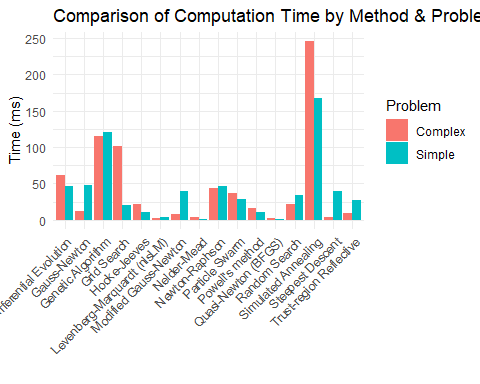 Comparison of Computation Time by Method & Proble
250
200
150
100
50
0
Time (ms)
Problem
Complex
Simple
fferential Evolution
Gauss-Newton
Genetic Algorithm
Grid Search
Hooke-Jeeves
Levenberg-Marquardt (nlsLM)
Modified Gauss-Newton
Nelder-Mead
Newton-Raphson
Particle Swarm
Powell's method
Quasi-Newton (BFGS)
Random Search
Simulated Annealing
Steepest Descent
Trust-region Reflective